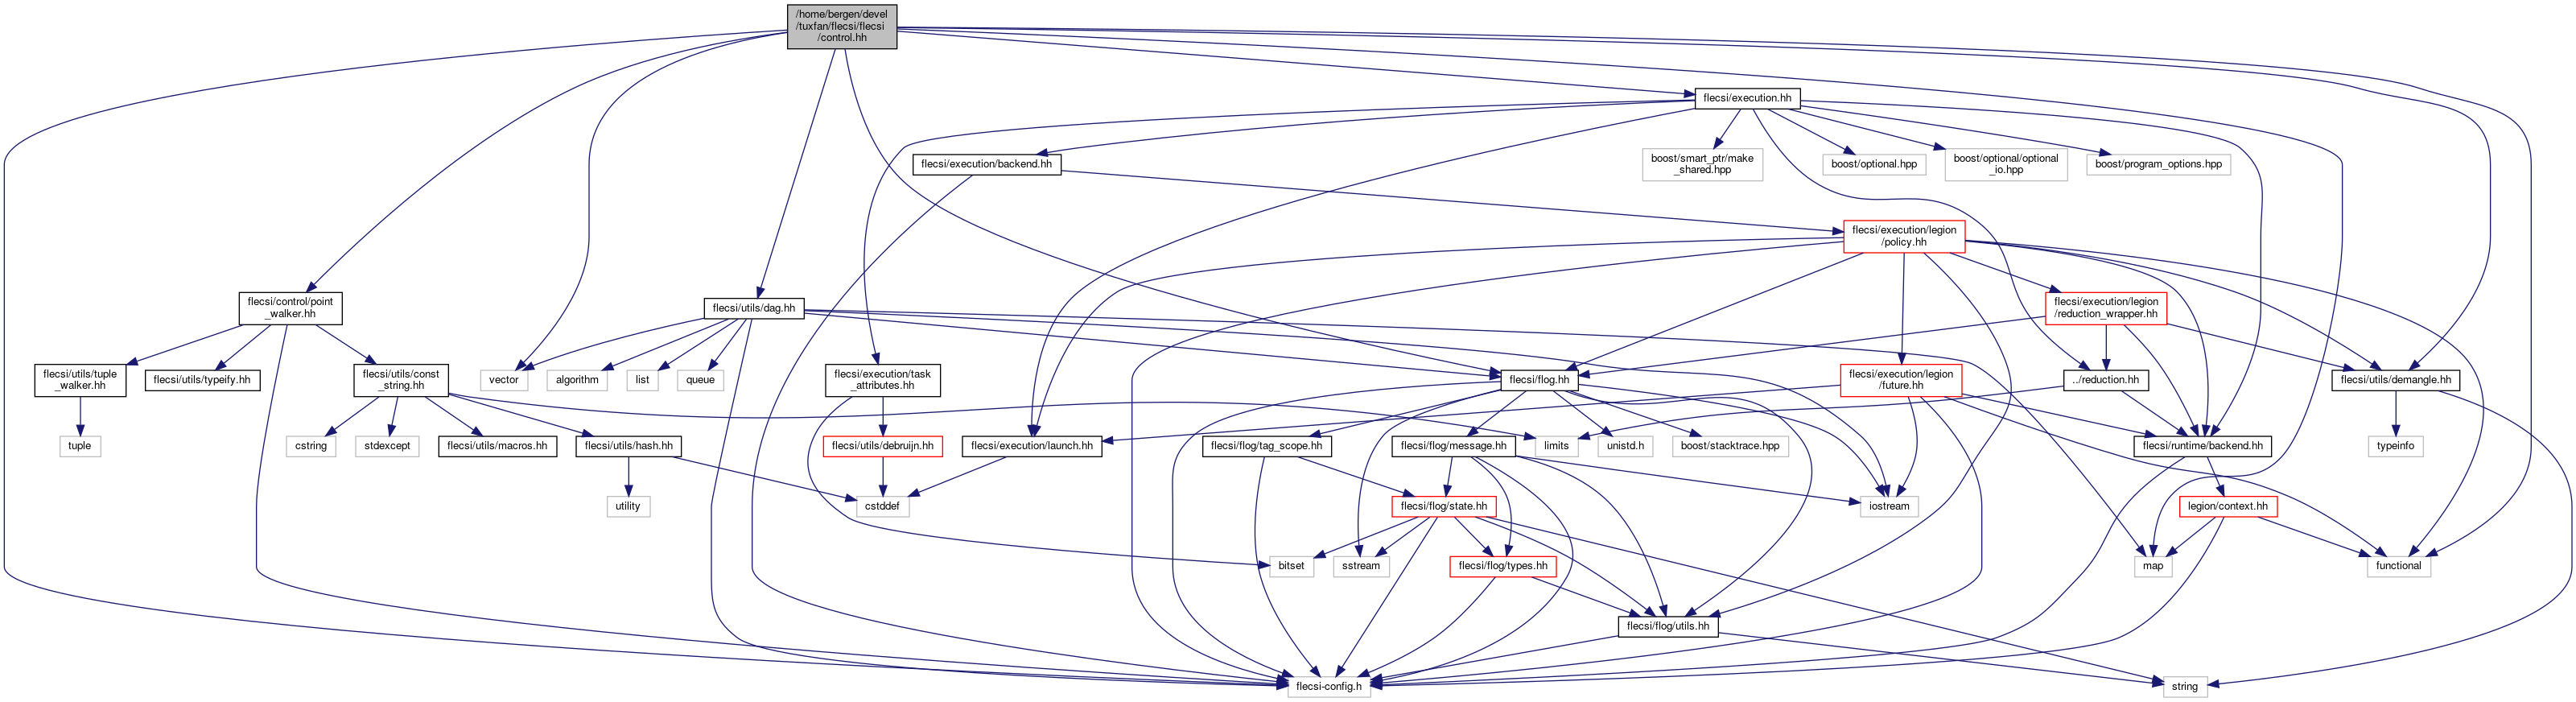 /home/bergen/devel
/tuxfan/flecsi/flecsi
/control.hh
flecsi/execution.hh
flecsi/execution/backend.hh
boost/smart_ptr/make
_shared.hpp
boost/optional.hpp
boost/optional/optional
_io.hpp
boost/program_options.hpp
flecsi/execution/legion
/policy.hh
flecsi/control/point
_walker.hh
flecsi/utils/dag.hh
flecsi/execution/legion
/reduction_wrapper.hh
flecsi/utils/tuple
_walker.hh
flecsi/utils/typeify.hh
flecsi/utils/const
_string.hh
vector
algorithm
list
queue
flecsi/execution/task
_attributes.hh
flecsi/flog.hh
flecsi/execution/legion
/future.hh
../reduction.hh
flecsi/utils/demangle.hh
tuple
cstring
stdexcept
flecsi/utils/macros.hh
flecsi/utils/hash.hh
flecsi/utils/debruijn.hh
flecsi/execution/launch.hh
flecsi/flog/tag_scope.hh
flecsi/flog/message.hh
limits
unistd.h
boost/stacktrace.hpp
flecsi/runtime/backend.hh
typeinfo
utility
cstddef
flecsi/flog/state.hh
iostream
legion/context.hh
bitset
sstream
flecsi/flog/types.hh
map
functional
flecsi/flog/utils.hh
flecsi-config.h
string